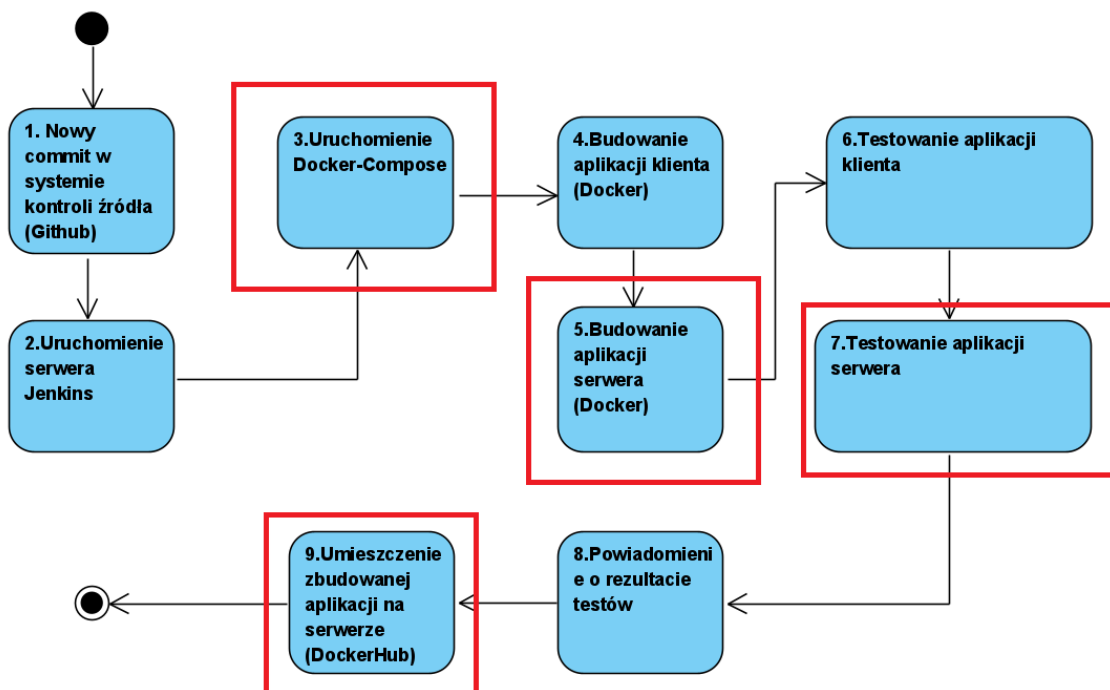 1. Nowy
commit w
systemie
kontroli źródła
(Github)
2.Uruchomienie
serwera
Jenkins
3.Uruchomienie
Docker-Compose
4.Budowanie
aplikacji klienta
(Docker)
5.Budowanie
aplikacji
serwera
(Docker)
6.Testowanie aplikacji
klienta
7.Testowanie aplikacji
serwera
8.Powiadomieni
e o rezultacie
testów
9.Umieszczenie
zbudowanej
aplikacji na
serwerze
(DockerHub)